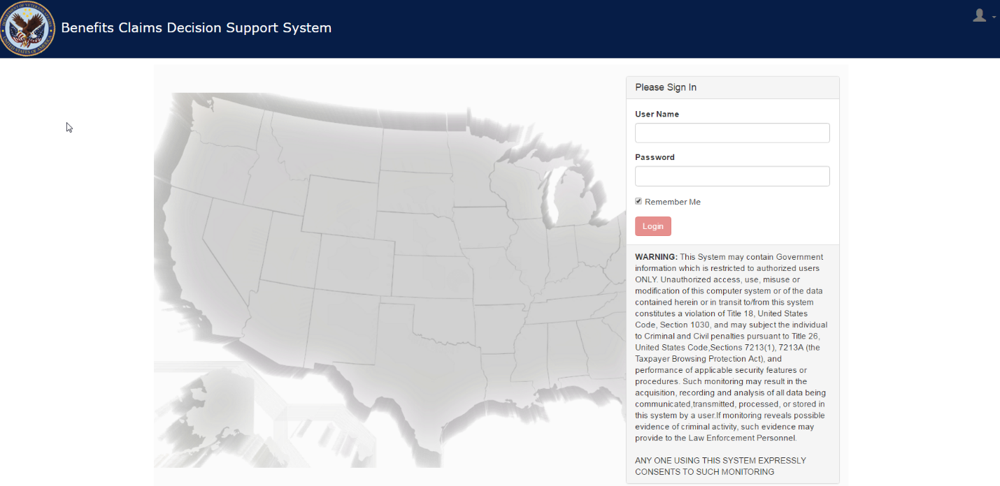 Benefits Claims Decision Support System
Please Sign In
User Name
Password
Remember Me
Login
WARNING: This System may contain Government
information which is restricted to authorized users
ONLY. Unauthorized access, use, misuse or
modification of this computer system or of the data
contained herein or in transit to/from this system
constitutes a violation of Title 18, United States
Code, Section 1030, and may subject the individual
to Criminal and Civil penalties pursuant to Title 26,
United States Code,Sections 7213(1), 7213A (the
Taxpayer Browsing Protection Act), and
performance of applicable security features or
procedures. Such monitoring may result in the
acquisition, recording and analysis of all data being
communicated,transmitted, processed, or stored in
this system by a user.If monitoring reveals possible
evidence of criminal activity, such evidence may
provide to the Law Enforcement Personnel.
ANY ONE USING THIS SYSTEM EXPRESSLY
CONSENTS TO SUCH MONITORING